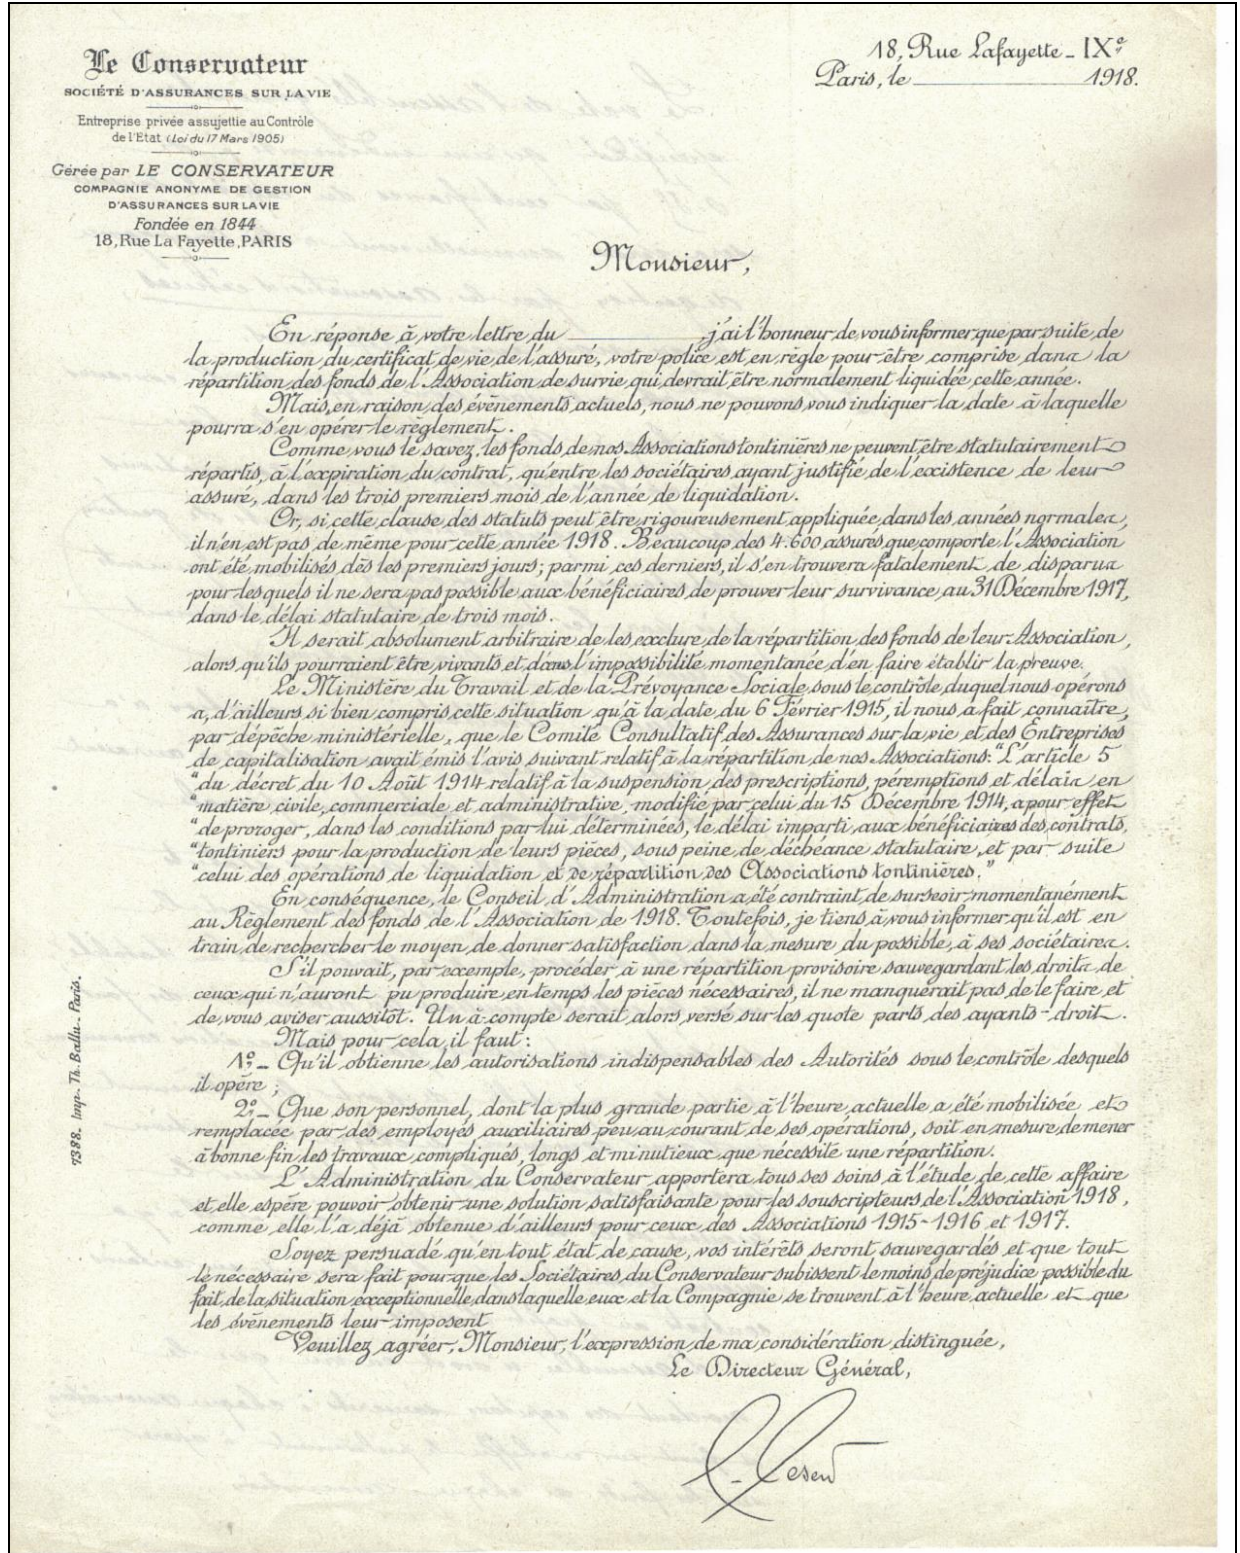 Le Conservateur
SOCIÉTÉ D'ASSURANCES SUR LA VIE
Entreprise privée assujettie au Contrôle
de l'Etat (Loi du 17 Mars 1905)
Gérée par LE CONSERVATEUR
COMPAGNIE ANONYME DE GESTION
D'ASSURANCES SUR LA VIE
Fondée en 1844
18, Rue La Fayette, PARIS
18, Rue Lafayette - IXe
Paris, le 1918.
Monsieur,
En réponse à votre lettre du j'ai l'honneur de vous informer que par suite de
la production du certificat de vie de l'assuré, votre police est en règle pour être comprise dans la
répartition des fonds de l'Association de survie qui devrait être normalement liquidée cette année.
Mais, en raison des évènements actuels, nous ne pouvons vous indiquer la date à laquelle
pourra s'en opérer le règlement.
Comme vous le savez, les fonds de nos Associations tontinières ne peuvent être statutairement
répartis, à l'expiration du contrat, qu'entre les sociétaires ayant justifié de l'existence de leur
assuré, dans les trois premiers mois de l'année de liquidation.
Or, si cette clause des statuts peut être rigoureusement appliquée dans les années normales,
il n'en est pas de même pour cette année 1918. Beaucoup des 4.600 assurés que comporte l'Association
ont été mobilisés dès les premiers jours; parmi ces derniers, il s'en trouvera fatalement de disparus
pour lesquels il ne sera pas possible aux bénéficiaires de prouver leur survivance, au 31 Décembre 1917,
dans le délai statutaire de trois mois.
Il serait absolument arbitraire de les exclure de la répartition des fonds de leur Association,
alors qu'ils pourraient être vivants et dans l'impossibilité momentanée d'en faire établir la preuve.
Le Ministère du Travail et de la Prévoyance Sociale sous le contrôle duquel nous opérons
a, d'ailleurs si bien compris cette situation qu'à la date du 6 Février 1915, il nous a fait connaître,
par dépêche ministérielle, que le Comité Consultatif des Assurances sur la vie et des Entreprises
de capitalisation avait émis l'avis suivant relatif à la répartition de nos Associations: "L'article 5
"du décret du 10 Août 1914 relatif à la suspension des prescriptions, péremptions et délais en
"matière civile, commerciale et administrative, modifié par celui du 15 Décembre 1914, a pour effet
"de proroger, dans les conditions par lui déterminées, le délai imparti aux bénéficiaires des contrats,
"tontiniers pour la production de leurs pièces, sous peine de déchéance statutaire, et par suite
"celui des opérations de liquidation et de répartition des Associations tontinières."
En conséquence, le Conseil d'Administration a été contraint de surseoir momentanément
au Règlement des fonds de l'Association de 1918. Toutefois, je tiens à vous informer qu'il est en
train de rechercher le moyen de donner satisfaction dans la mesure du possible, à ses sociétaires.
S'il pouvait, par exemple, procéder à une répartition provisoire sauvegardant les droits de
ceux qui n'auront pu produire en temps les pièces nécessaires, il ne manquerait pas de le faire et
de vous aviser aussitôt. Un à-compte serait alors versé sur les quote parts des ayants-droit.
Mais pour cela, il faut:
1o_ Qu'il obtienne les autorisations indispensables des Autorités sous le contrôle desquels
il opère;
2o_ Que son personnel, dont la plus grande partie à l'heure actuelle a été mobilisée et
remplacée par des employés auxiliaires peu au courant de ses opérations, soit en mesure de mener
à bonne fin les travaux compliqués, longs et minutieux que nécessite une répartition.
L'Administration du Conservateur apportera tous ses soins à l'étude de cette affaire
et elle espère pouvoir obtenir une solution satisfaisante pour les souscripteurs de l'Association 1918,
comme elle l'a déjà obtenue d'ailleurs pour ceux des Associations 1915-1916 et 1917.
Soyez persuadé qu'en tout état de cause, vos intérêts seront sauvegardés et que tout
le nécessaire sera fait pour que les Sociétaires du Conservateur subissent le moins de préjudice possible du
fait de la situation exceptionnelle dans laquelle eux et la Compagnie se trouvent à l'heure actuelle et que
les évènements leur imposent
Veuillez agréer, Monsieur, l'expression de ma considération distinguée,
Le Directeur Général,
7388. Imp. Th. Ballu. Paris.